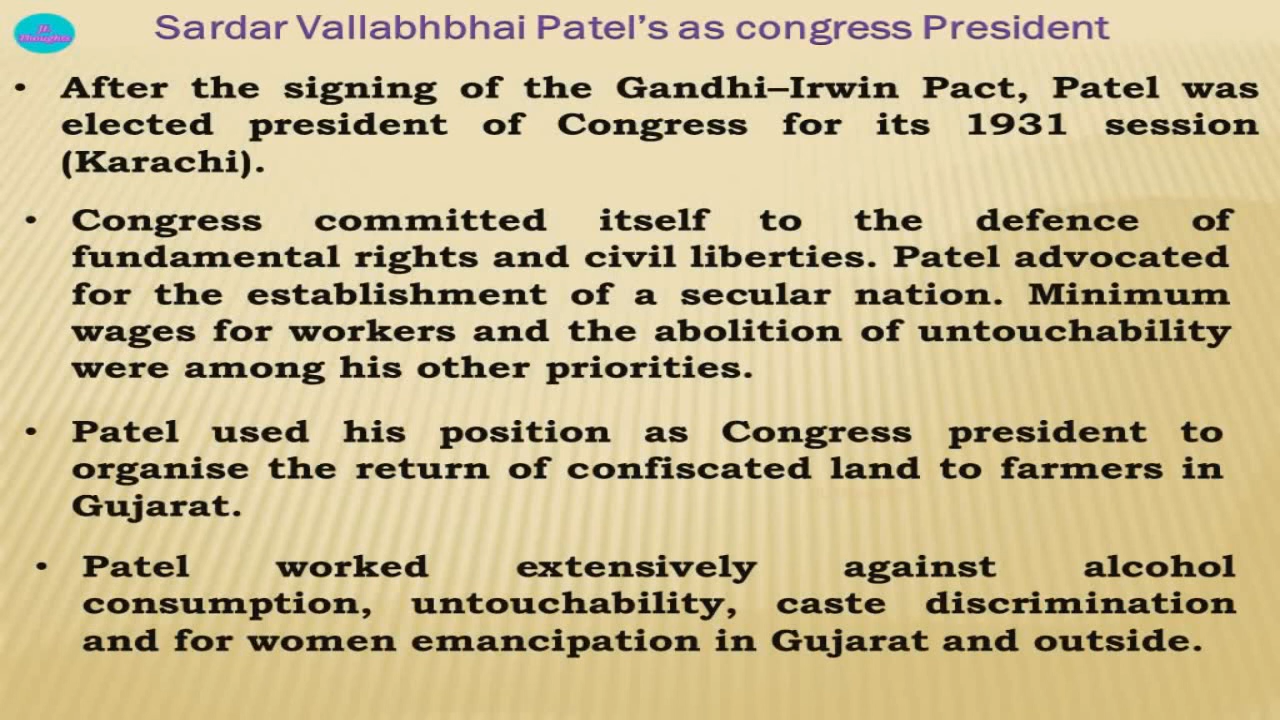 Sardar Vallabhbhai Patel's as congress President
• After the signing of the Gandhi–Irwin Pact, Patel was
elected president of Congress for its 1931 session
(Karachi).
• Congress committed itself to the defence of
fundamental rights and civil liberties. Patel advocated
for the establishment of a secular nation. Minimum
wages for workers and the abolition of untouchability
were among his other priorities.
• Patel used his position as Congress president to
organise the return of confiscated land to farmers in
Gujarat.
• Patel worked extensively against alcohol
consumption, untouchability, caste discrimination
and for women emancipation in Gujarat and outside.